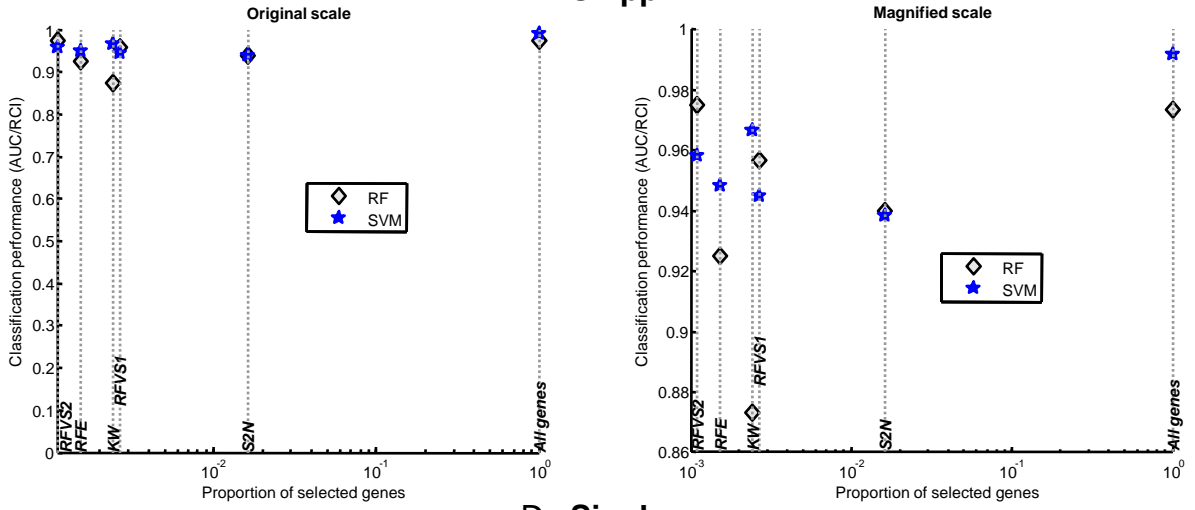 Original scale
Classification performance (AUC/RCI)
1
0.9
0.8
0.7
0.6
0.5
0.4
0.3
0.2
0.1
0
RF
SVM
RFVS2
RFE
KW
RFVS1
S2N
All genes
10-2
10-1
100
Proportion of selected genes
Magnified scale
Classification performance (AUC/RCI)
1
0.98
0.96
0.94
0.92
0.9
0.88
0.86
RF
SVM
RFVS2
RFE
KW
RFVS1
S2N
All genes
10-3
10-2
10-1
100
Proportion of selected genes